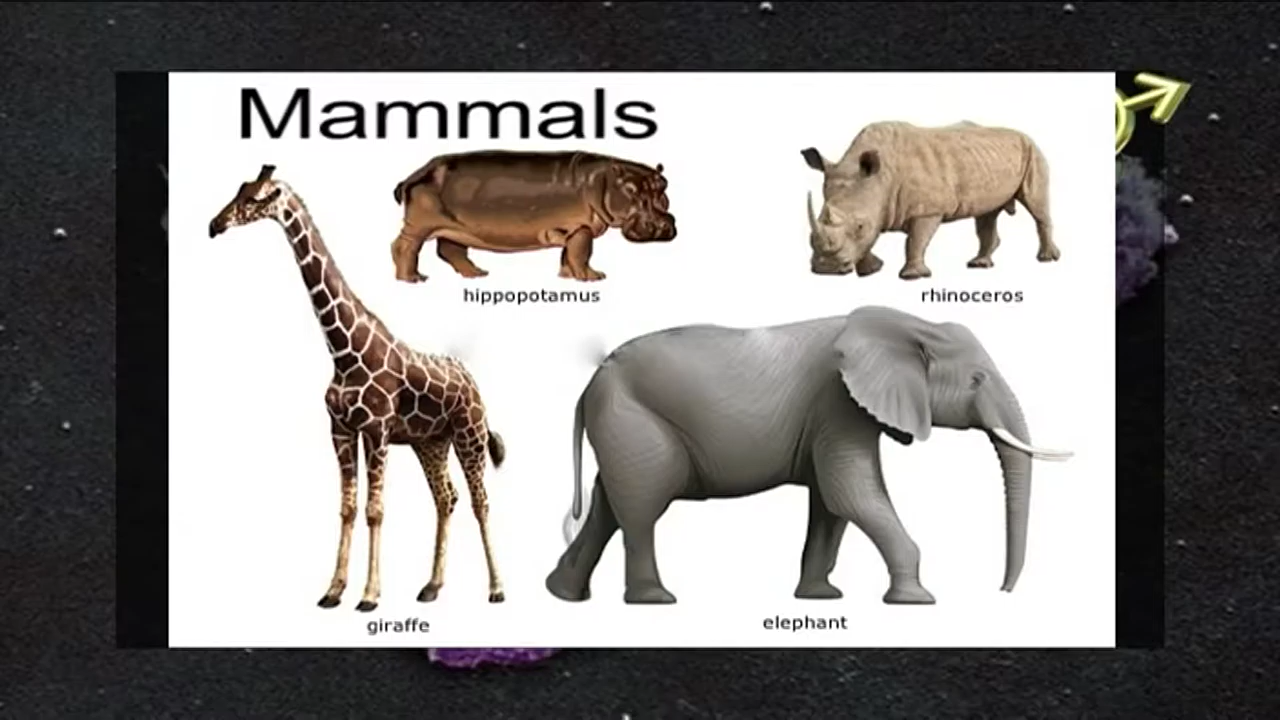 Mammals
hippopotamus
rhinoceros
giraffe
elephant